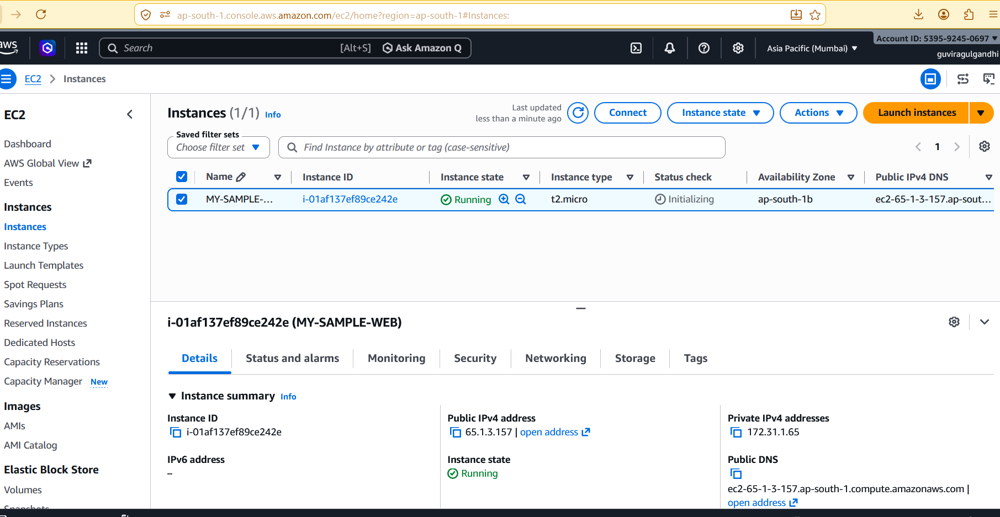 ap-south-1.console.aws.amazon.com/ec2/home?region=ap-south-1#Instances:
aws
Search
[Alt+S]
Ask Amazon Q
Asia Pacific (Mumbai)
Account ID: 5395-9245-0697
guviragulgandhi
EC2
Instances
EC2
Dashboard
AWS Global View
Events
Instances
Instances
Instance Types
Launch Templates
Spot Requests
Savings Plans
Reserved Instances
Dedicated Hosts
Capacity Reservations
Capacity Manager New
Images
AMIs
AMI Catalog
Elastic Block Store
Volumes
Snapshots
Instances (1/1) Info
Last updated
less than a minute ago
Connect
Instance state
Actions
Launch instances
Saved filter sets
Choose filter set
Find Instance by attribute or tag (case-sensitive)
1
Name Instance ID Instance state Instance type Status check Availability Zone Public IPv4 DNS
MY-SAMPLE-... i-01af137ef89ce242e Running t2.micro Initializing ap-south-1b ec2-65-1-3-157.ap-sout...
i-01af137ef89ce242e (MY-SAMPLE-WEB)
Details
Status and alarms
Monitoring
Security
Networking
Storage
Tags
Instance summary Info
Instance ID
i-01af137ef89ce242e
IPv6 address
–
Public IPv4 address
65.1.3.157 | open address
Instance state
Running
Private IPv4 addresses
172.31.1.65
Public DNS
ec2-65-1-3-157.ap-south-1.compute.amazonaws.com |
open address